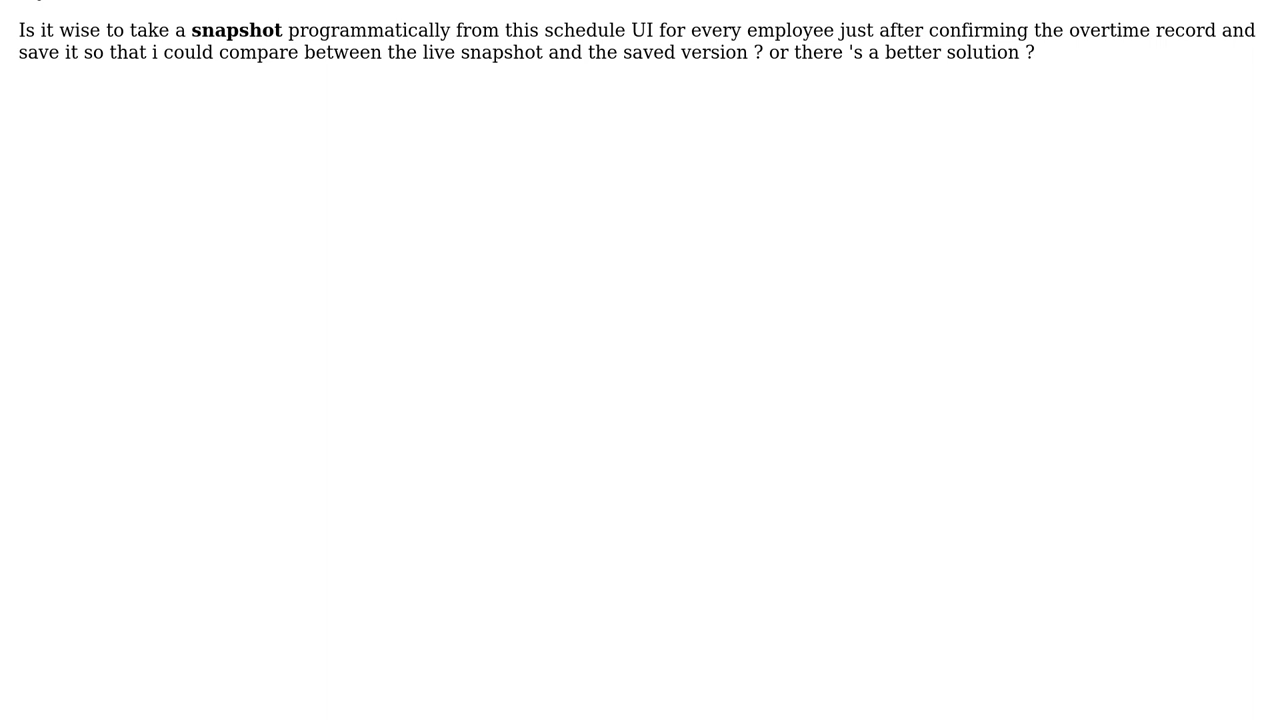 Is it wise to take a snapshot programmatically from this schedule UI for every employee just after confirming the overtime record and
save it so that i could compare between the live snapshot and the saved version ? or there 's a better solution ?